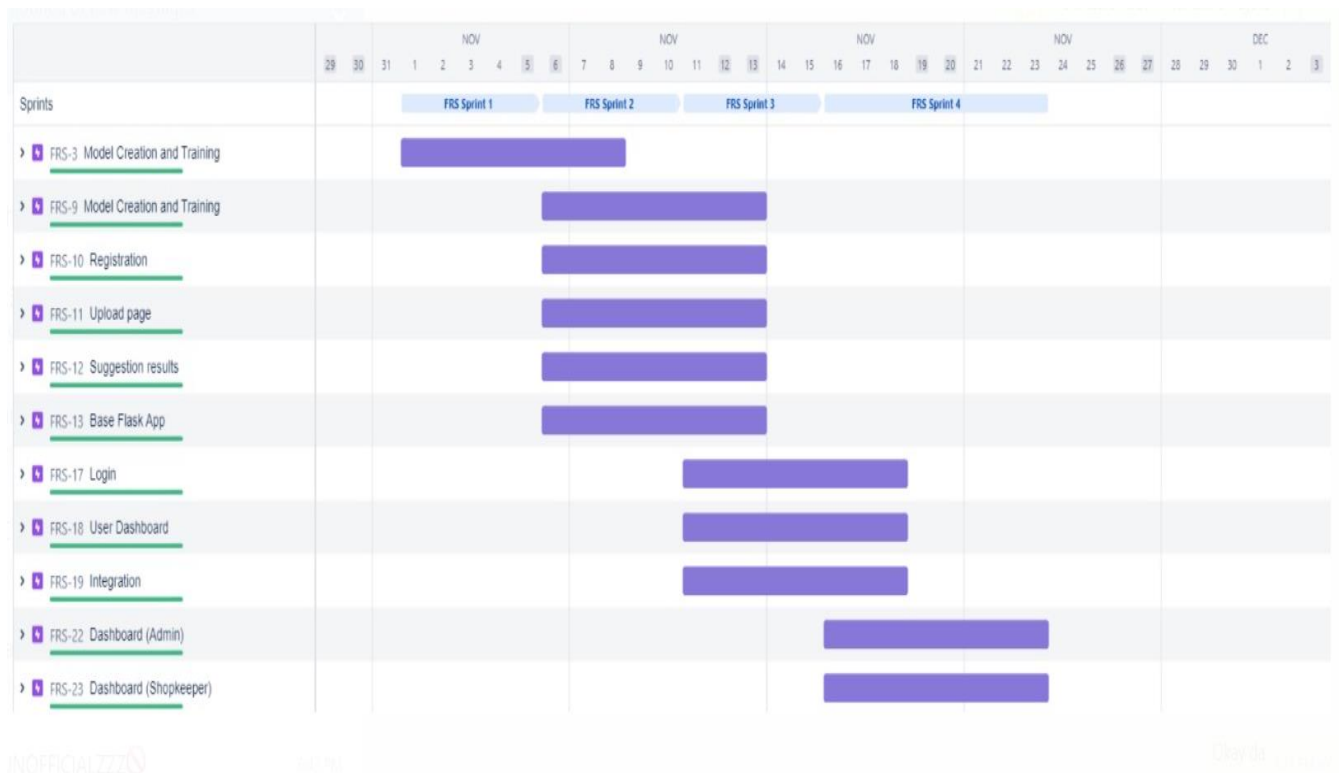 NOV NOV NOV NOV DEC
29 30 31 1 2 3 4 5 6 7 8 9 10 11 12 13 14 15 16 17 18 19 20 21 22 23 24 25 26 27 28 29 30 1 2 3
Sprints FRS Sprint 1 FRS Sprint 2 FRS Sprint 3 FRS Sprint 4
FRS-3 Model Creation and Training
FRS-9 Model Creation and Training
FRS-10 Registration
FRS-11 Upload page
FRS-12 Suggestion results
FRS-13 Base Flask App
FRS-17 Login
FRS-18 User Dashboard
FRS-19 Integration
FRS-22 Dashboard (Admin)
FRS-23 Dashboard (Shopkeeper)